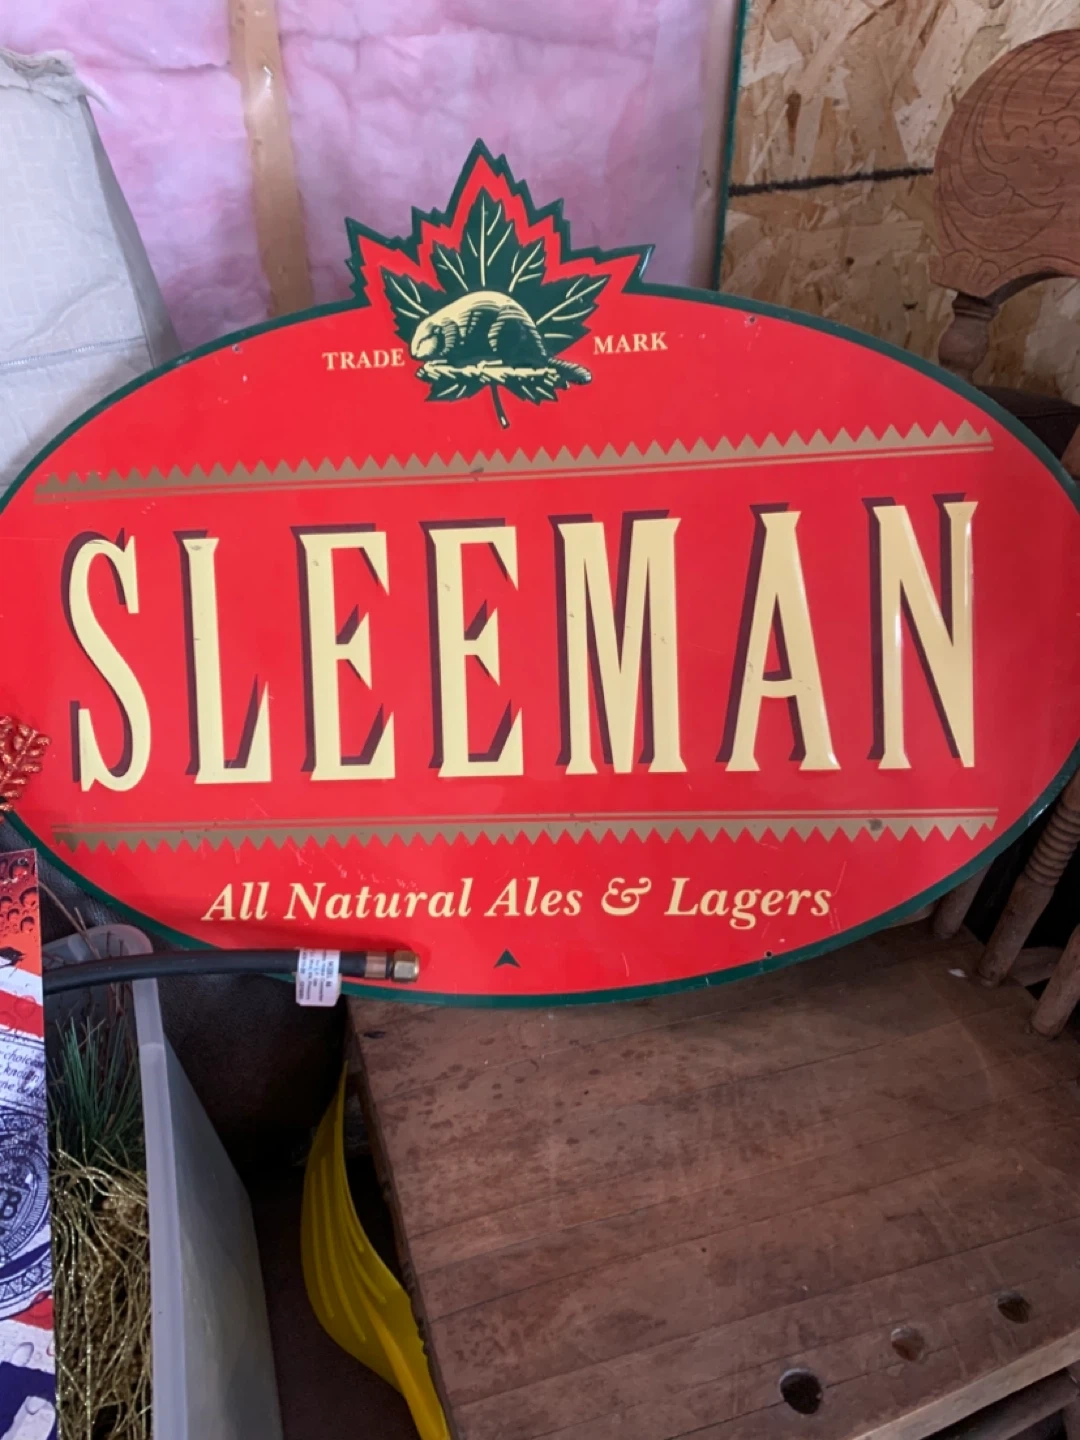 TRADE MARK
SLEEMAN
All Natural Ales & Lagers